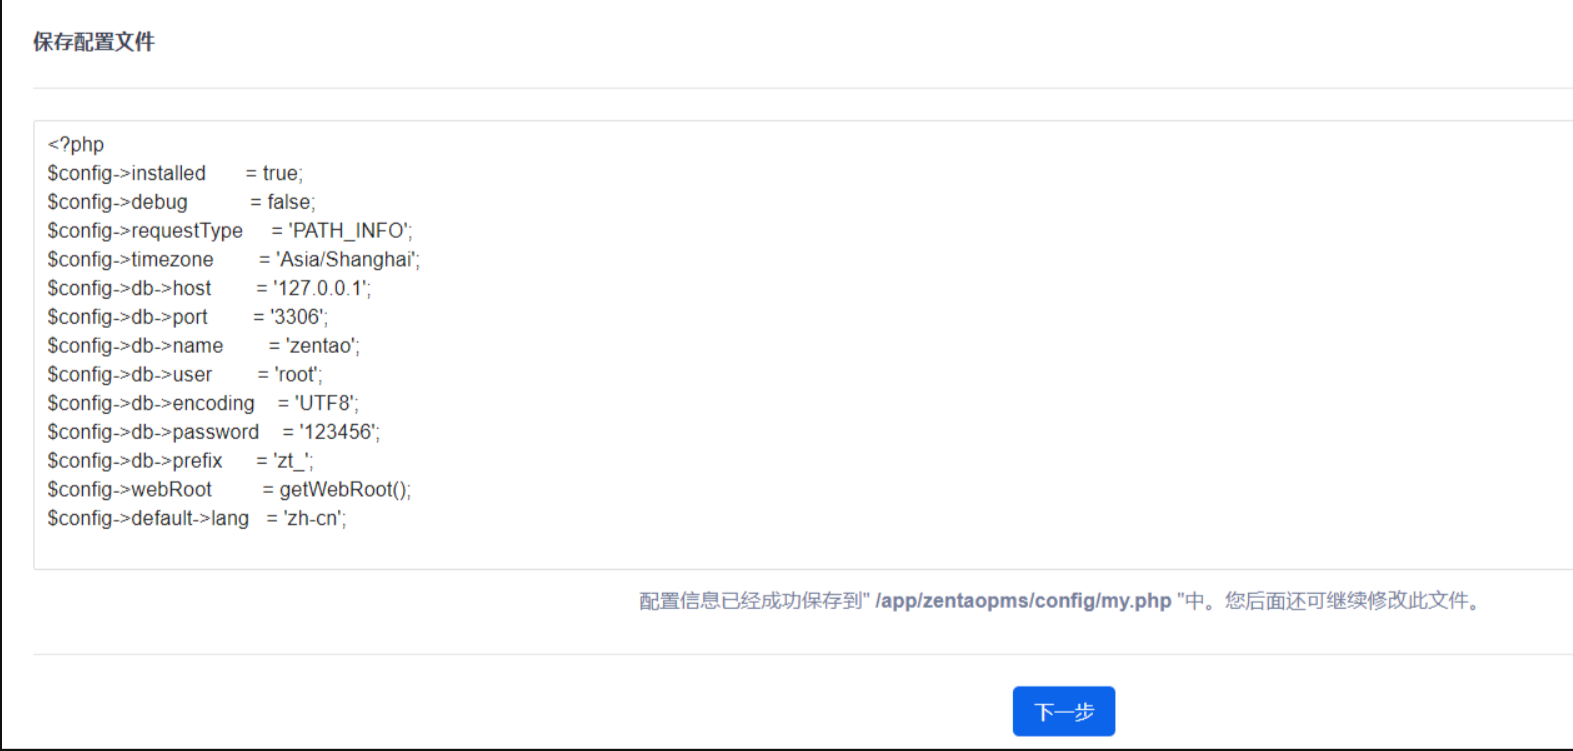 保存配置文件
<?php
$config->installed       = true;
$config->debug           = false;
$config->requestType     = 'PATH_INFO';
$config->timezone        = 'Asia/Shanghai';
$config->db->host        = '127.0.0.1';
$config->db->port        = '3306';
$config->db->name        = 'zentao';
$config->db->user        = 'root';
$config->db->encoding    = 'UTF8';
$config->db->password    = '123456';
$config->db->prefix      = 'zt_';
$config->webRoot         = getWebRoot();
$config->default->lang   = 'zh-cn';
配置信息已经成功保存到" /app/zentaopms/config/my.php "中。您后面还可继续修改此文件。
下一步